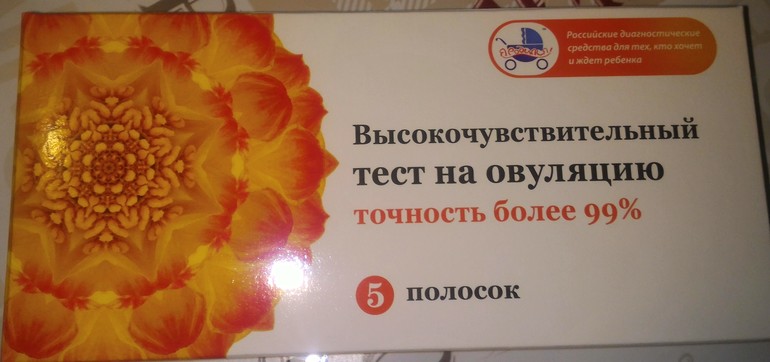 Российские диагностические
средства для тех, кто хочет
и ждет ребенка
Высокочувствительный
тест на овуляцию
точность более 99%
5 полосок